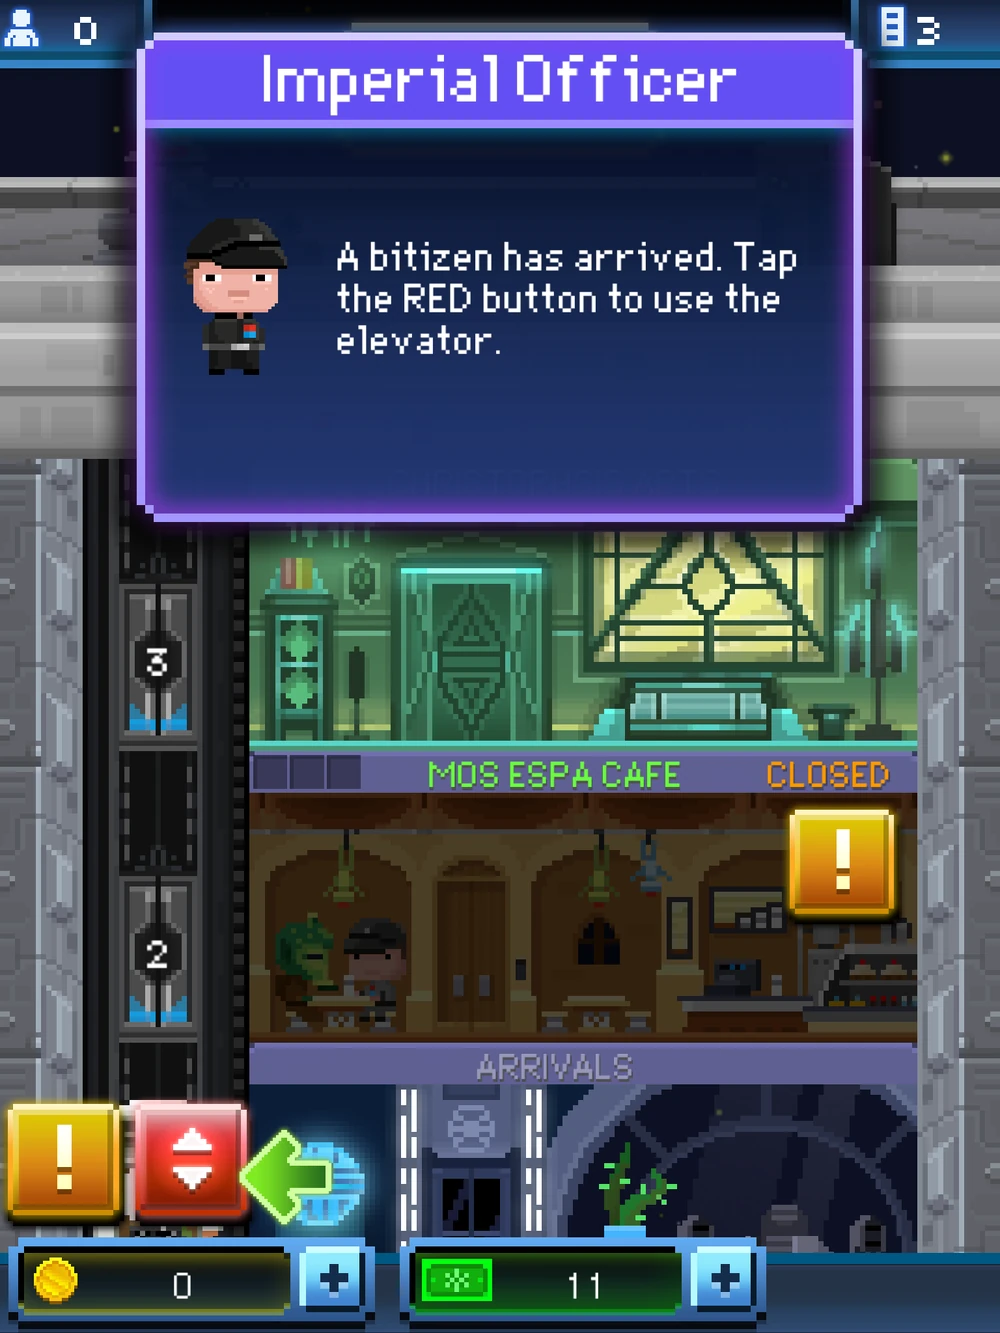 0
3
Imperial Officer
A bitizen has arrived. Tap
the RED button to use the
elevator.
3
MOS ESPA CAFE
CLOSED
!
2
ARRIVALS
!
0
+
11
+